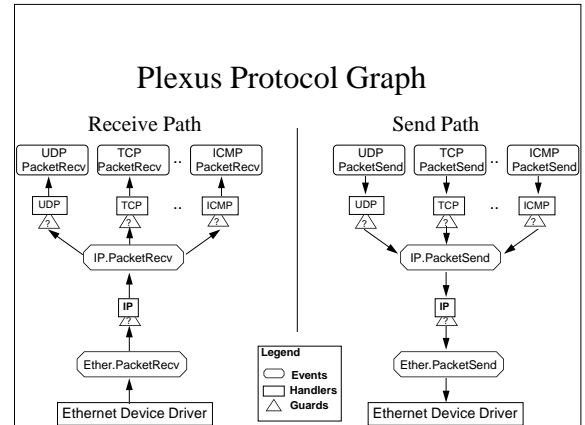 Plexus Protocol Graph
Receive Path
Send Path
UDP
PacketRecv
TCP
PacketRecv
..
ICMP
PacketRecv
UDP
PacketSend
TCP
PacketSend
..
ICMP
PacketSend
UDP
?
TCP
?
..
ICMP
?
UDP
?
TCP
?
..
ICMP
?
IP.PacketRecv
IP.PacketSend
IP
?
IP
?
Ether.PacketRecv
Ether.PacketSend
Legend
Events
Handlers
Guards
Ethernet Device Driver
Ethernet Device Driver